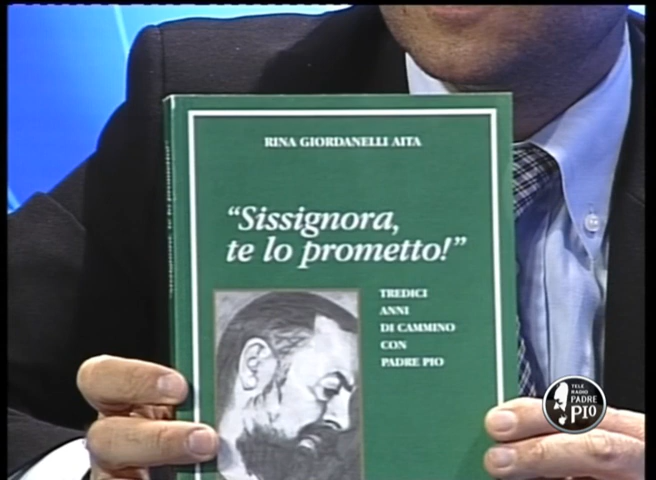 RINA GIORDANELLI AITA
"Sissignora,
te lo prometto!"
TREDICI
ANNI
DI CAMMINO
CON
PADRE PIO
TELE
RADIO
PADRE
PIO